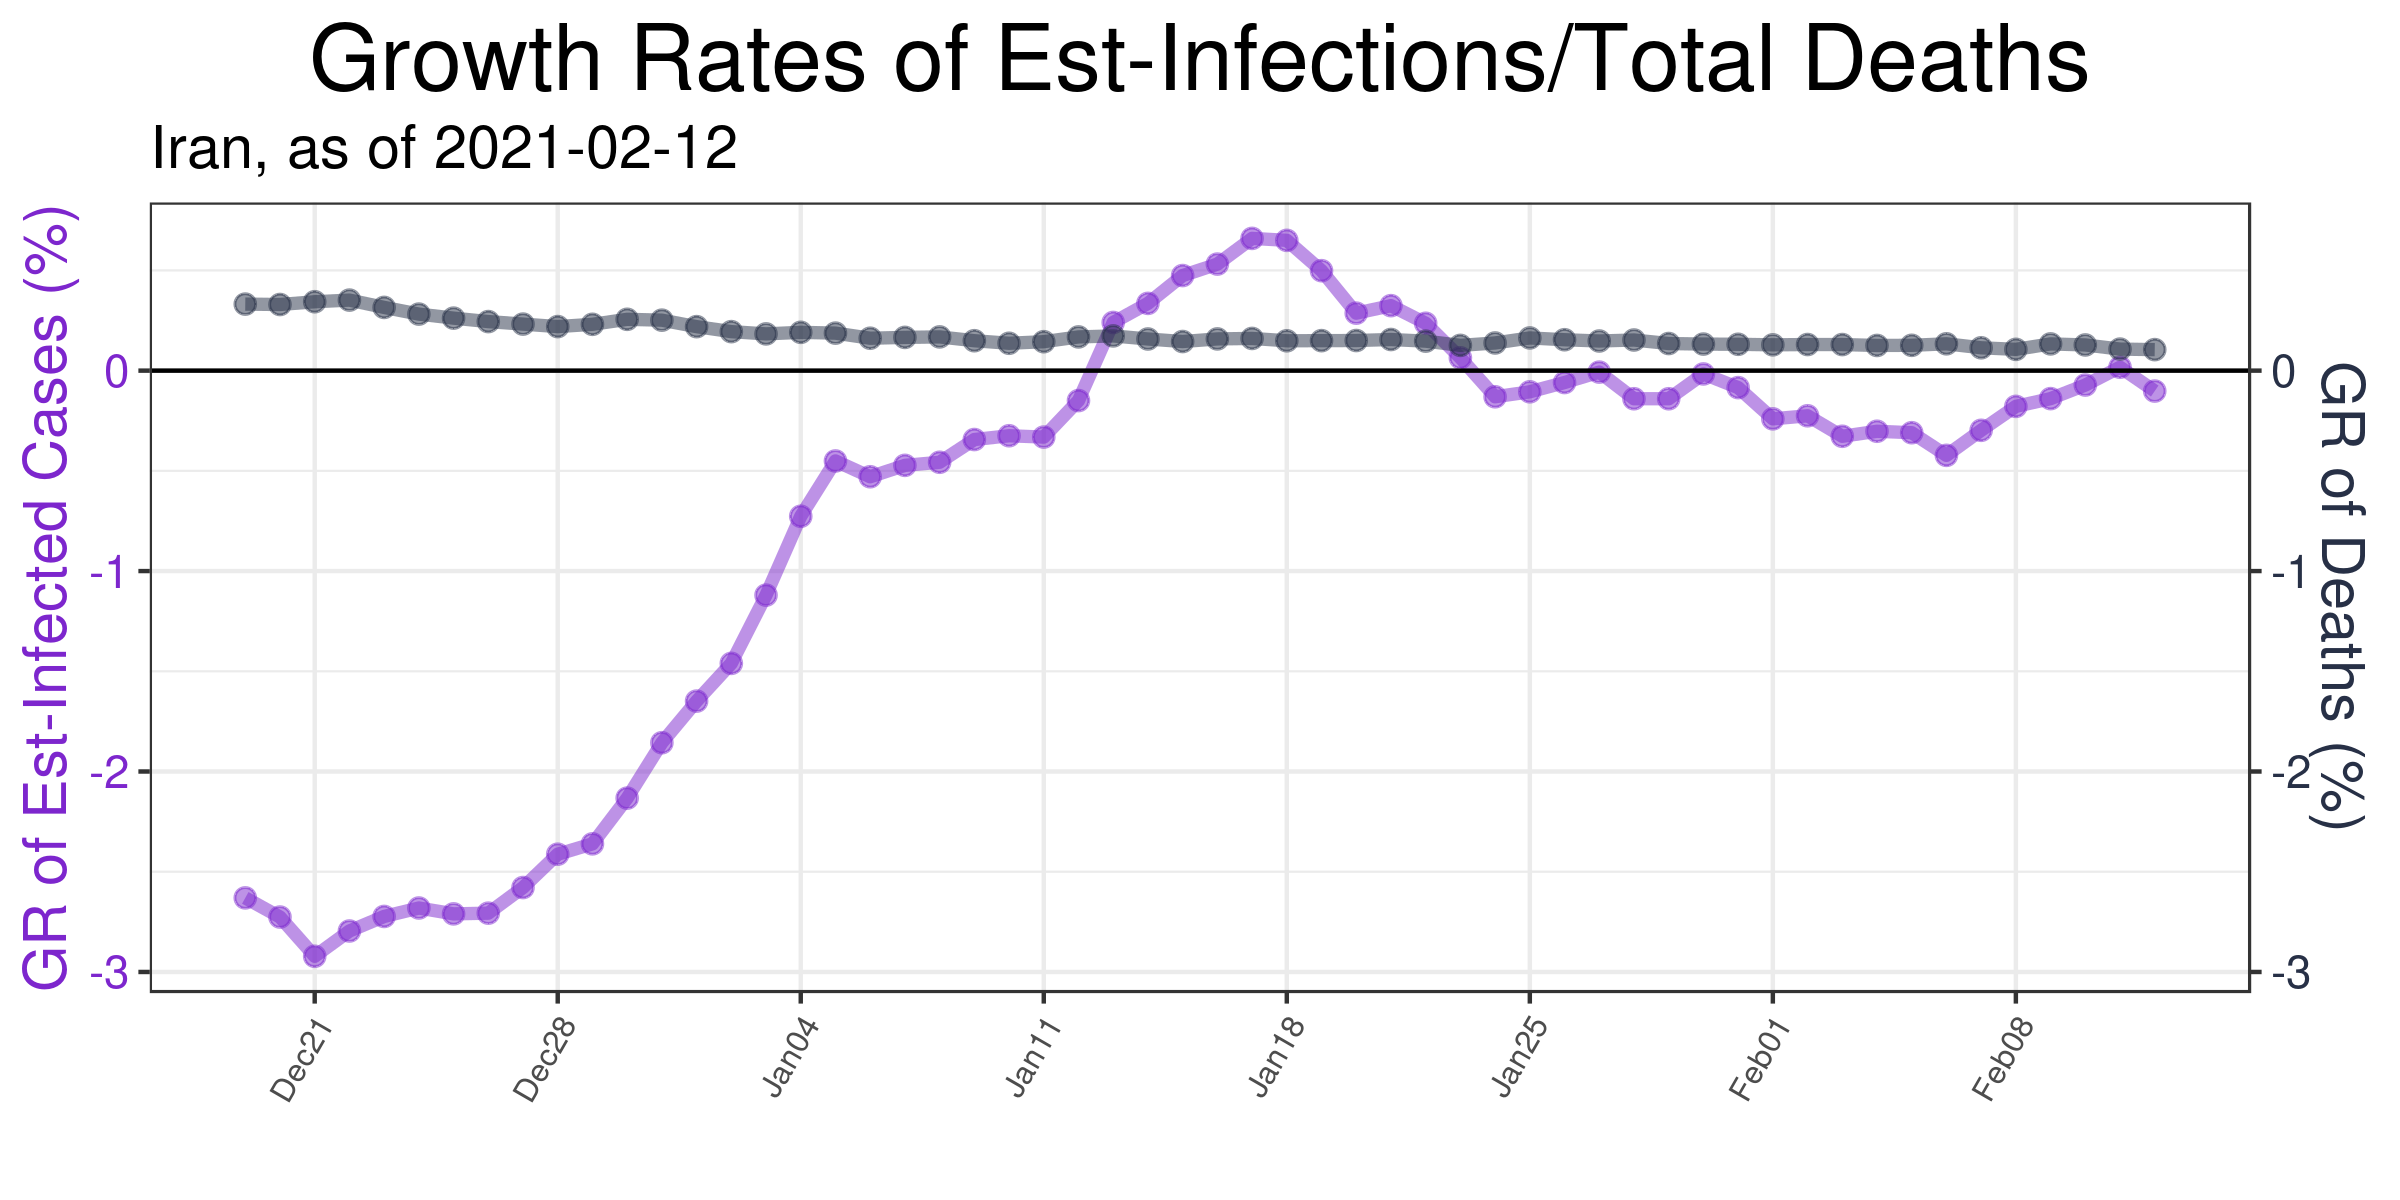 Growth Rates of Est-Infections/Total Deaths
Iran, as of 2021-02-12
GR of Est-Infected Cases (%)
0
-1
-2
-3
0
-1
-2
-3
GR of Deaths (%)
Dec21
Dec28
Jan04
Jan11
Jan18
Jan25
Feb01
Feb08